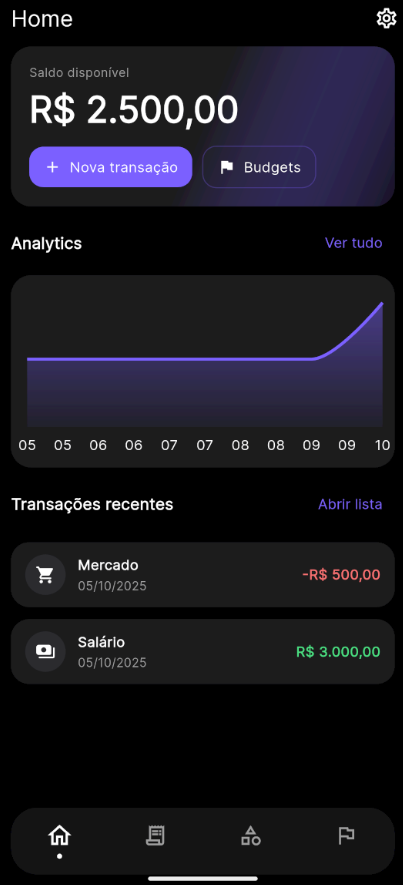 Home
Saldo disponível
R$ 2.500,00
+ Nova transação
Budgets
Analytics
Ver tudo
05 05 06 06 07 07 08 08 09 09 10
Transações recentes
Abrir lista
Mercado
05/10/2025
-R$ 500,00
Salário
05/10/2025
R$ 3.000,00